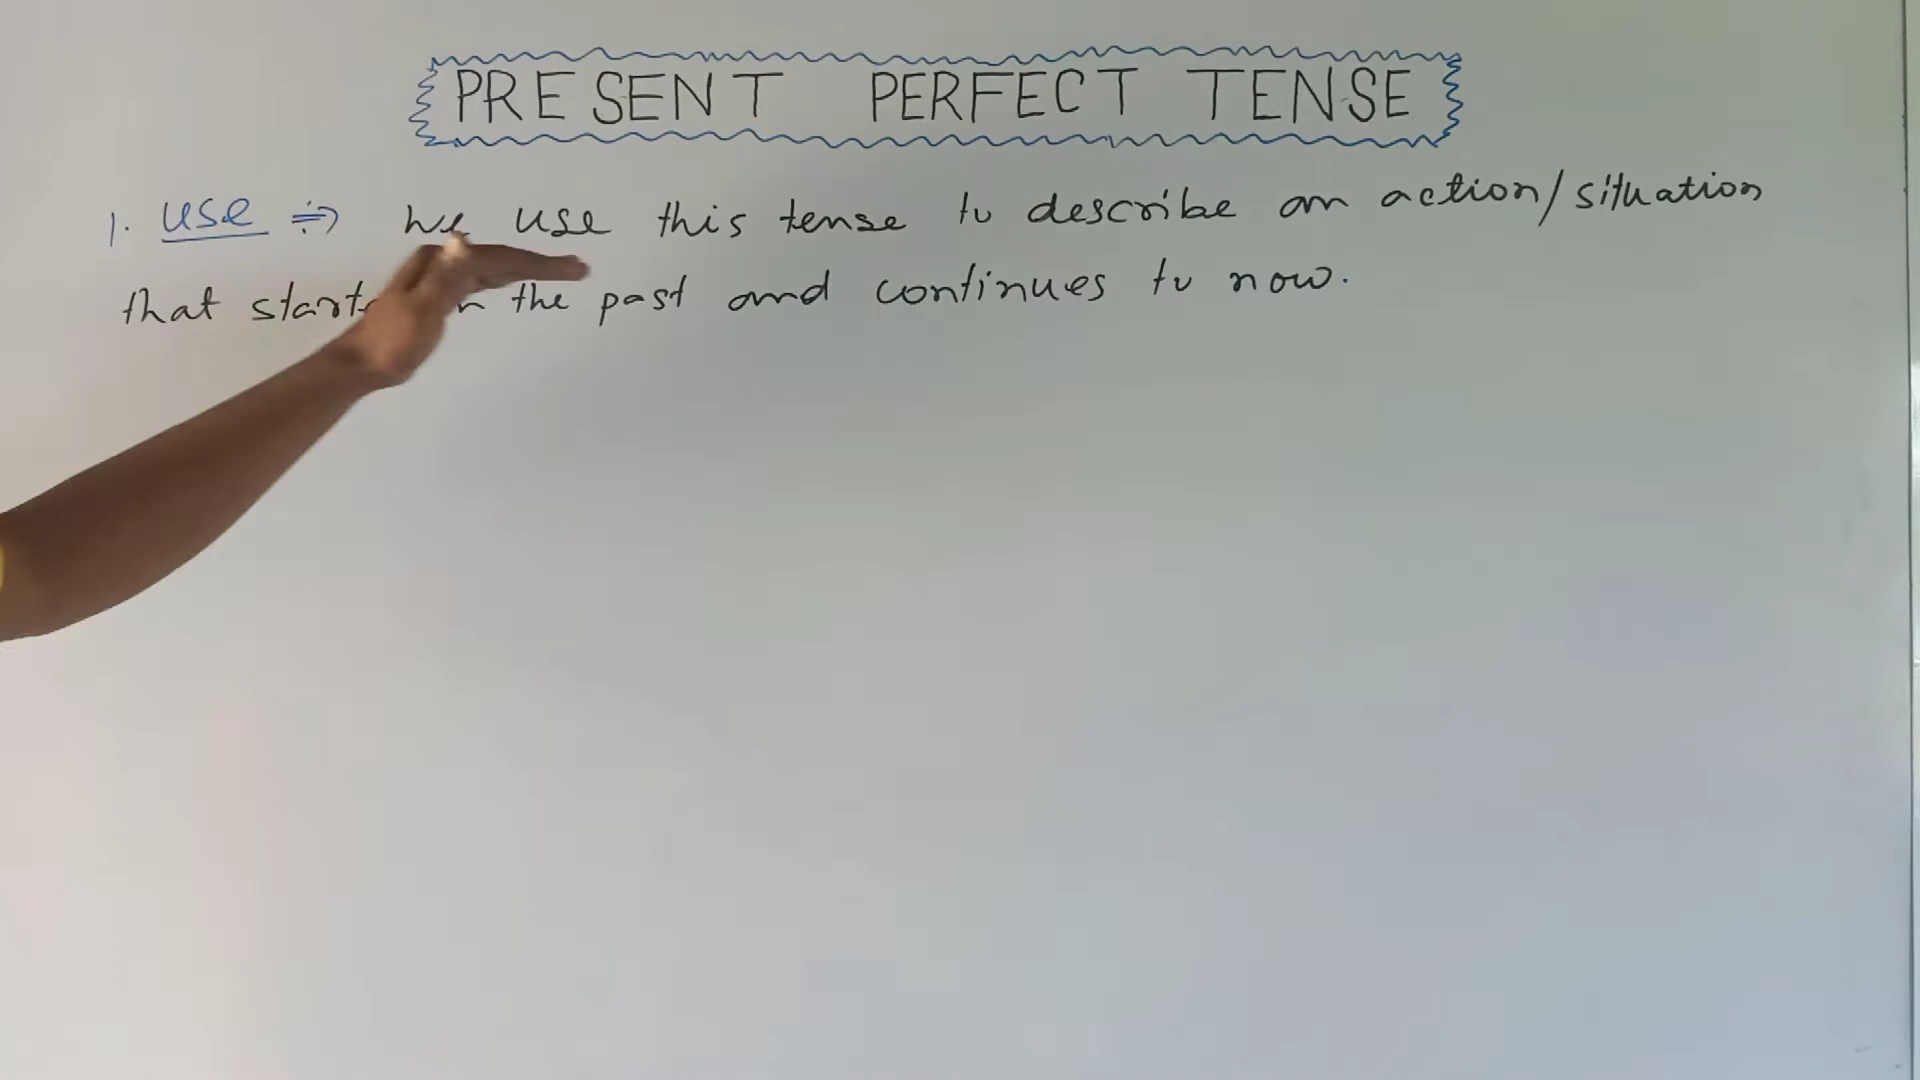 PRESENT PERFECT TENSE
1. Use ÷> We use this tense to describe an action/situation
that the past and continues to now.